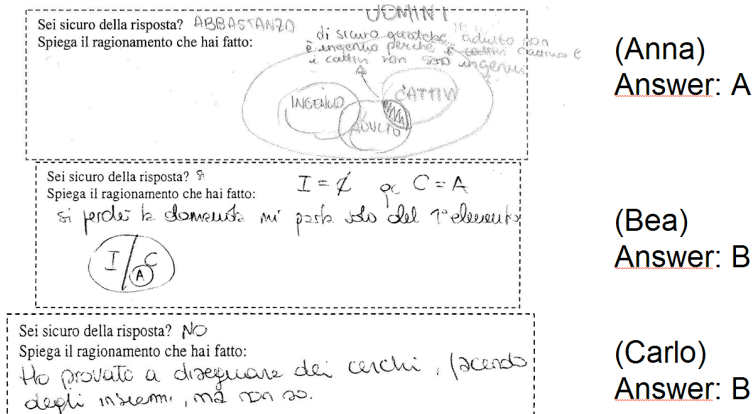 Sei sicuro della risposta? ABBASTANZA
Spiega il ragionamento che hai fatto:
UOMINI
di sicuro qualche adulto non
è ingenuo perchè è cattivo e
i cattivi non sono ingenui
INGENUO
CATTIVI
ADULTO
(Anna)
Answer: A
Sei sicuro della risposta? sì
Spiega il ragionamento che hai fatto:
C = A
si perché la domanda mi parla solo del 1° elemento
I / C
A
(Bea)
Answer: B
Sei sicuro della risposta? NO
Spiega il ragionamento che hai fatto:
Ho provato a disegnare dei cerchi, facendo
degli insiemi, ma non so.
(Carlo)
Answer: B